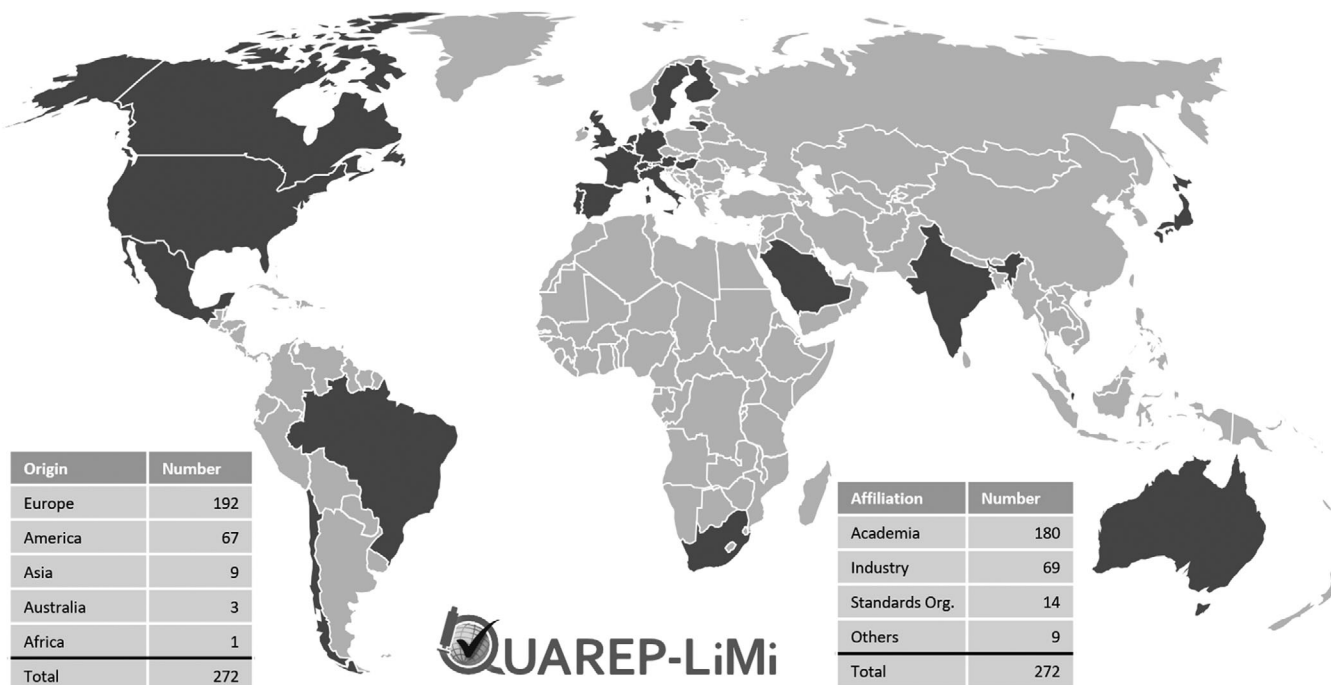 Origin Number
Europe 192
America 67
Asia 9
Australia 3
Africa 1
Total 272
QUAREP-LiMi
Affiliation Number
Academia 180
Industry 69
Standards Org. 14
Others 9
Total 272